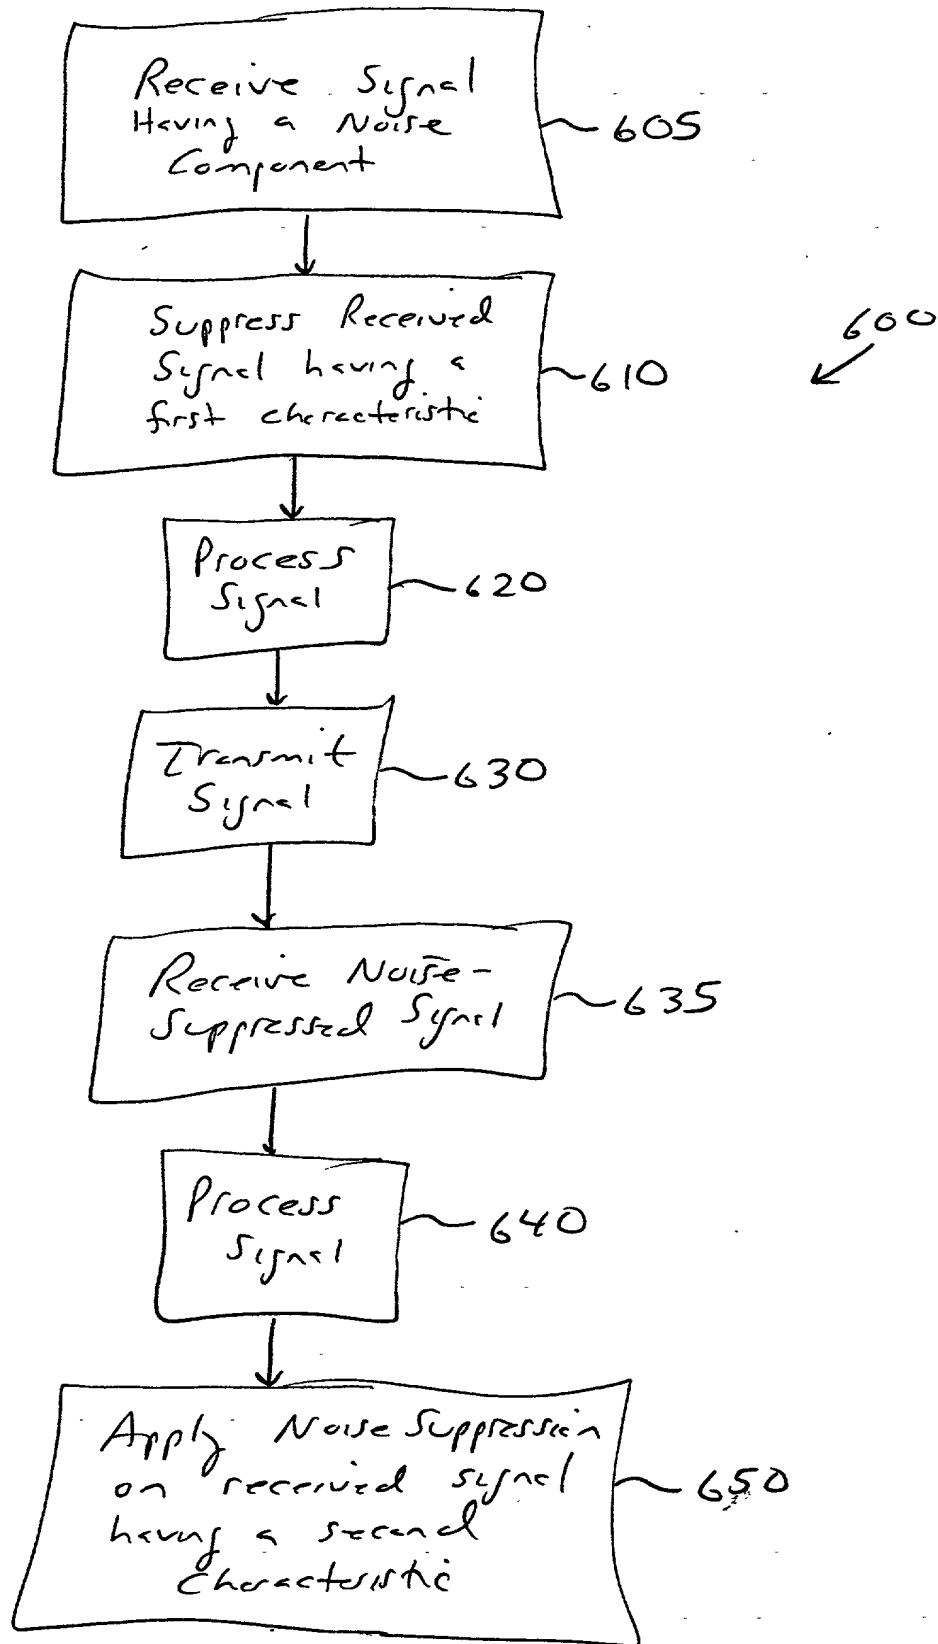 Receive Signal
Having a Noise
Component
605
Suppress Received
Signal having a
first characteristic
610
600
Process
Signal
620
Transmit
Signal
630
Receive Noise-
Suppressed Signal
635
Process
Signal
640
Apply Noise Suppression
on received signal
having a second
Characteristic
650